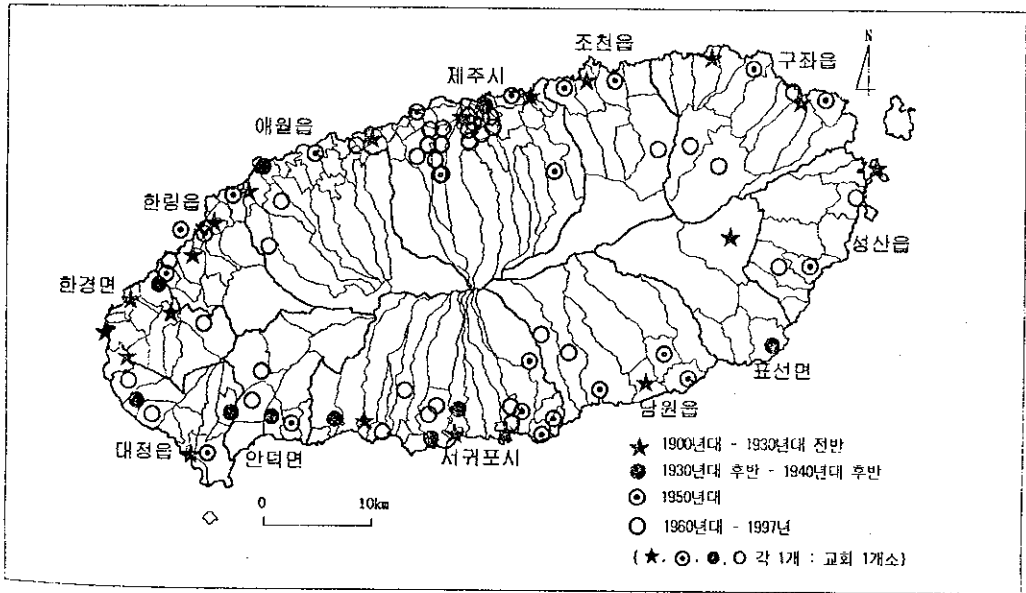 조천읍
N
구좌읍
제주시
애월읍
한림읍
성산읍
한경면
표선면
남원읍
대정읍
안덕면
서귀포시
0 10km
★ 1900년대 - 1930년대 전반
1930년대 후반 - 1940년대 후반
1950년대
1960년대 - 1997년
(★, ⊙, ●, ○ 각 1개 : 교회 1개소)